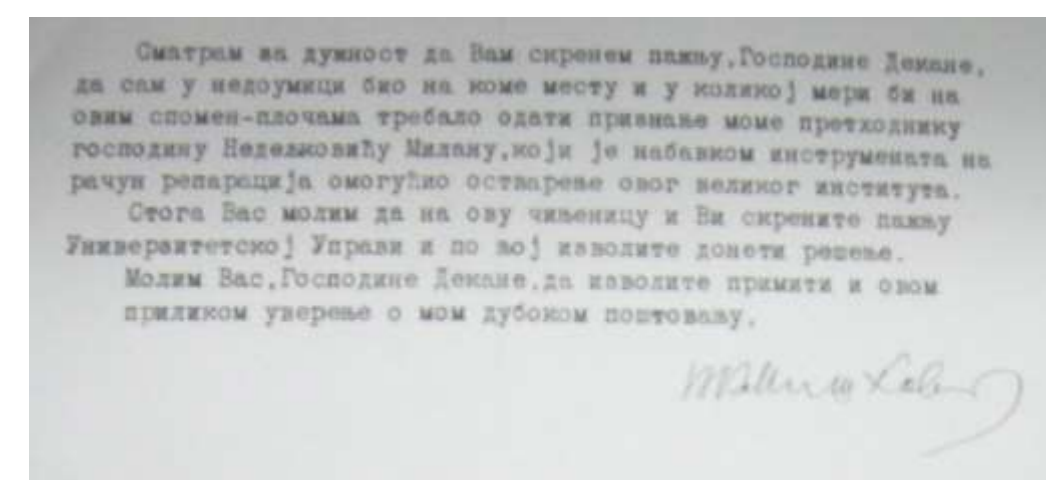 Сматрам за дужност да Вам скренем пажњу,Господине Декане,
да сам у недоумици био на коме месту и у коликој мери би на
овим спомен-плочама требало одати признање моме претходнику
господину Недељковићу Милану,који је набавком инструмената на
рачун репарација омогућио остварење овог великог института.
Стога Вас молим да на ову чињеницу и Ви скрените пажњу
Универзитетској Управи и по њој изволите донети решење.
Молим Вас,Господине Декане,да изволите примити и овом
приликом уверење о мом дубоком поштовању.